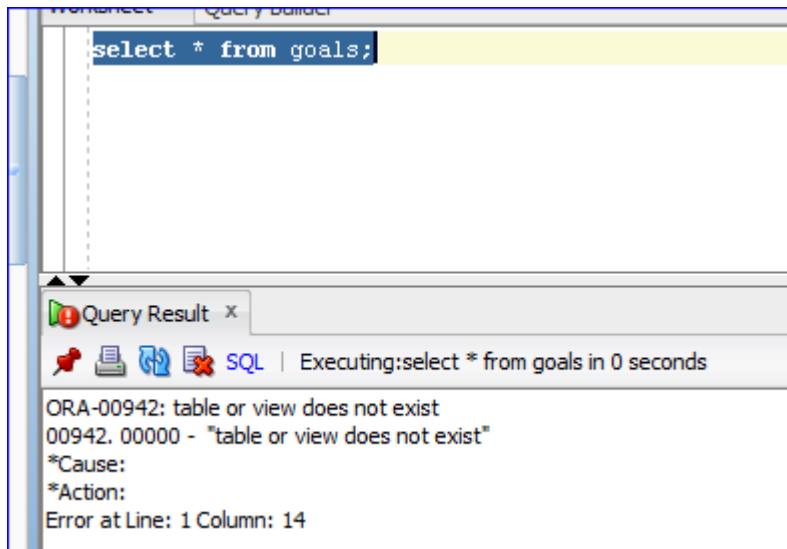 Worksheet Query Builder
select * from goals;
Query Result x
SQL | Executing:select * from goals in 0 seconds
ORA-00942: table or view does not exist
00942. 00000 - "table or view does not exist"
*Cause:
*Action:
Error at Line: 1 Column: 14